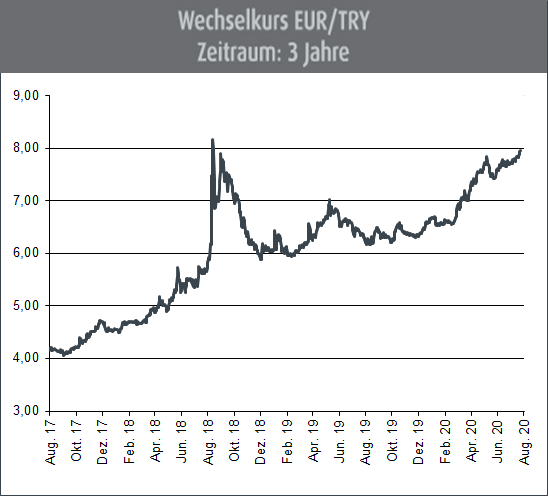 Wechselkurs EUR/TRY
Zeitraum: 3 Jahre
9,00
8,00
7,00
6,00
5,00
4,00
3,00
Aug. 17
Okt. 17
Dez. 17
Feb. 18
Apr. 18
Jun. 18
Aug. 18
Okt. 18
Dez. 18
Feb. 19
Apr. 19
Jun. 19
Aug. 19
Okt. 19
Dez. 19
Feb. 20
Apr. 20
Jun. 20
Aug. 20